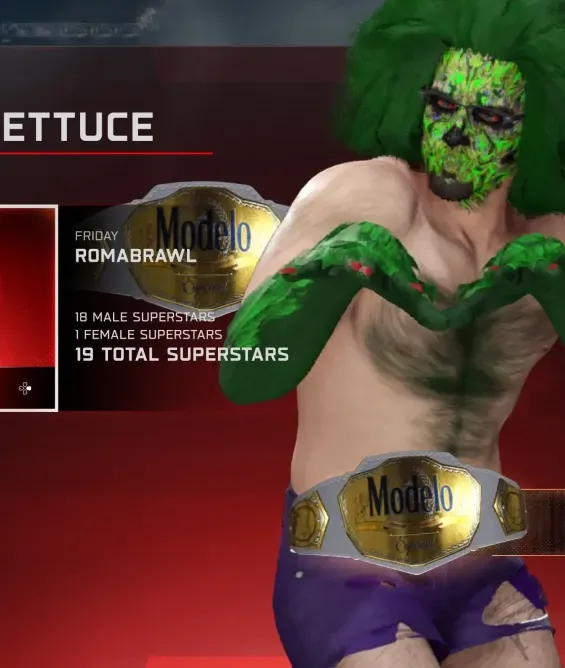 ETTUCE
Modelo
FRIDAY
ROMABRAWL
18 MALE SUPERSTARS
1 FEMALE SUPERSTARS
19 TOTAL SUPERSTARS
Modelo